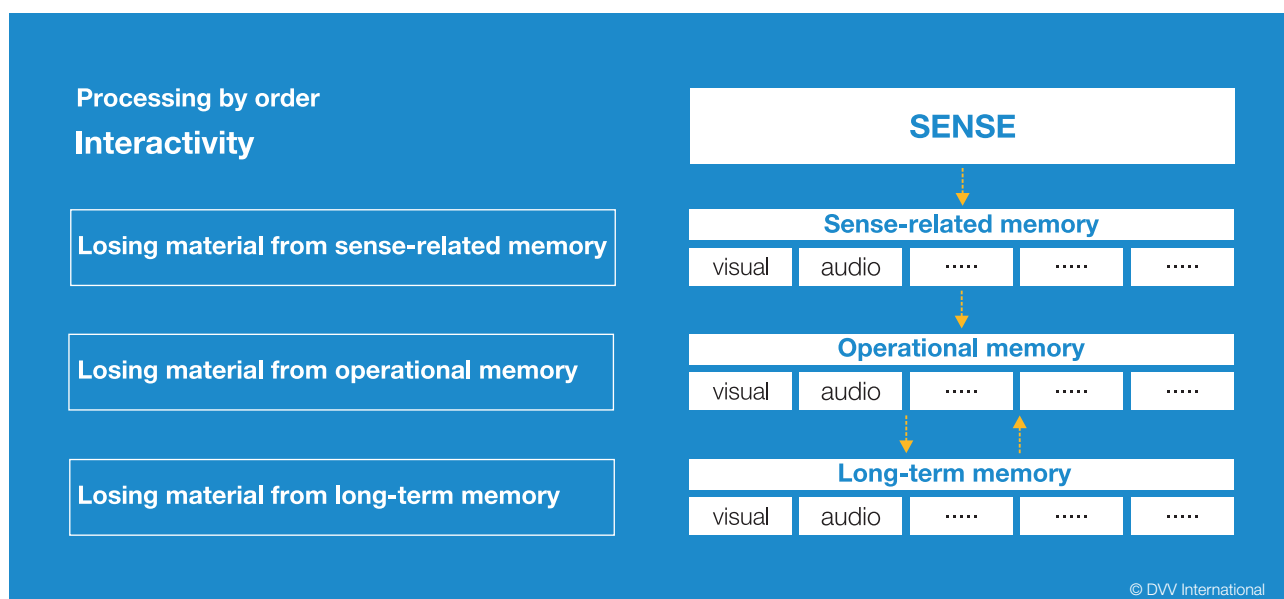 Processing by order
Interactivity
SENSE
Losing material from sense-related memory
Sense-related memory
visual audio ..... ..... .....
Losing material from operational memory
Operational memory
visual audio ..... ..... .....
Losing material from long-term memory
Long-term memory
visual audio ..... ..... .....
© DVV International